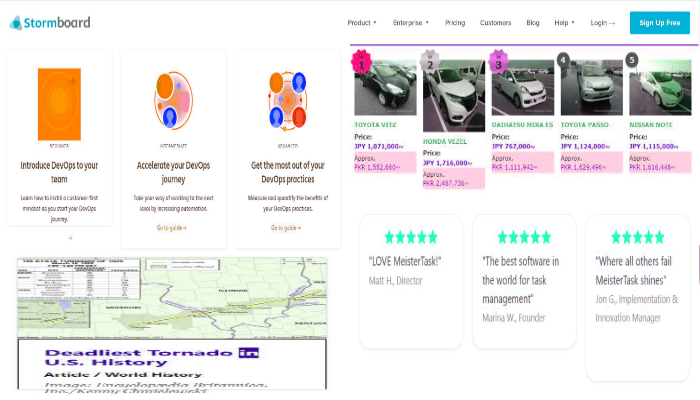 Stormboard
Product ▾ Enterprise ▾ Pricing Customers Blog Help ▾ Login → Sign Up Free
BEGINNER
Introduce DevOps to your
team
Learn how to instill a customer-first
mindset as you start your DevOps
journey.
INTERMEDIATE
Accelerate your DevOps
journey
Take your way of working to the next
level by increasing automation.
Go to guide →
ADVANCED
Get the most out of your
DevOps practices
Measure and quantify the benefits of
your DevOps practices.
Go to guide →
1
TOYOTA VITZ
Price:
JPY 1,071,000~
Approx.
PKR 1,552,660~
2
HONDA VEZEL
Price:
JPY 1,716,000~
Approx.
PKR 2,487,736~
3
DAIHATSU MIRA ES
Price:
JPY 767,000~
Approx.
PKR 1,111,942~
4
TOYOTA PASSO
Price:
JPY 1,124,000~
Approx.
PKR 1,629,496~
5
NISSAN NOTE
Price:
JPY 1,115,000~
Approx.
PKR 1,616,448~
ILLINOIS
Deadliest Tornado in
U.S. History
Article / World History
Image: Encyclopædia Britannica,
Inc./Kenny Chmielewski
"LOVE MeisterTask!"
Matt H., Director
"The best software in
the world for task
management"
Marina W., Founder
"Where all others fail
MeisterTask shines"
Jon G., Implementation &
Innovation Manager